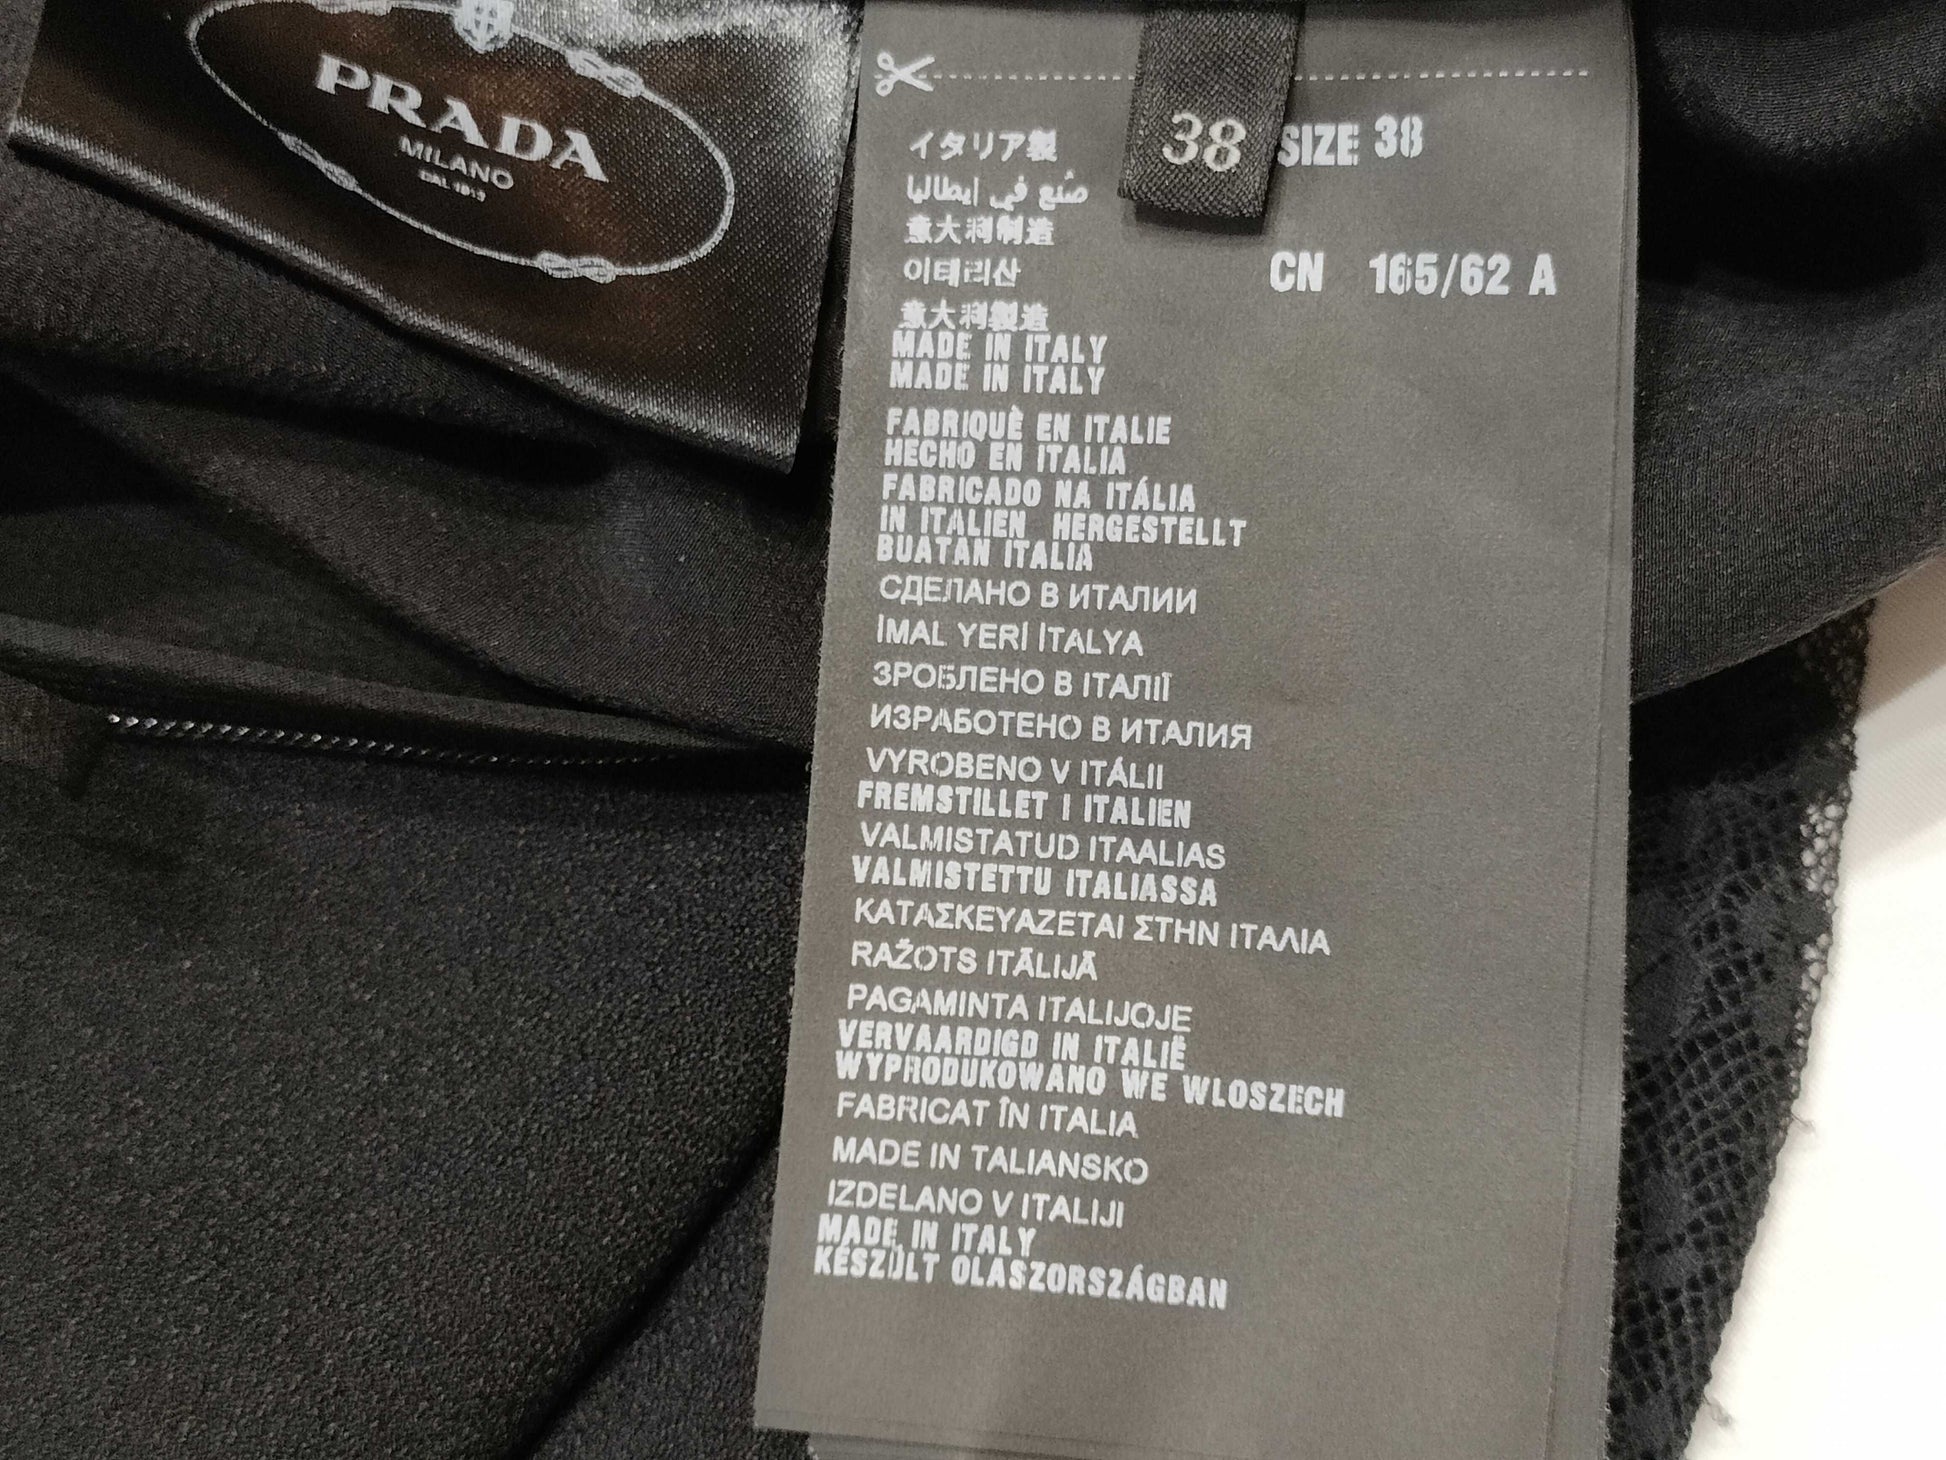 PRADA
MILANO
DAL 1913
38
SIZE 38
CN 165/62 A
イタリア製
صُنع في إيطاليا
意大利制造
이태리산
意大利製造
MADE IN ITALY
MADE IN ITALY
FABRIQUÈ EN ITALIE
HECHO EN ITALIA
FABRICADO NA ITÁLIA
IN ITALIEN HERGESTELLT
BUATAN ITALIA
СДЕЛАНО В ИТАЛИИ
İMAL YERİ İTALYA
ЗРОБЛЕНО В ІТАЛІЇ
ИЗРАБОТЕНО В ИТАЛИЯ
VYROBENO V ITÁLII
FREMSTILLET I ITALIEN
VALMISTATUD ITAALIAS
VALMISTETTU ITALIASSA
ΚΑΤΑΣΚΕΥΑΖΕΤΑΙ ΣΤΗΝ ΙΤΑΛΙΑ
RAŽOTS ITĀLIJĀ
PAGAMINTA ITALIJOJE
VERVAARDIGD IN ITALIË
WYPRODUKOWANO WE WLOSZECH
FABRICAT ÎN ITALIA
MADE IN TALIANSKO
IZDELANO V ITALIJI
MADE IN ITALY
KÉSZÜLT OLASZORSZÁGBAN